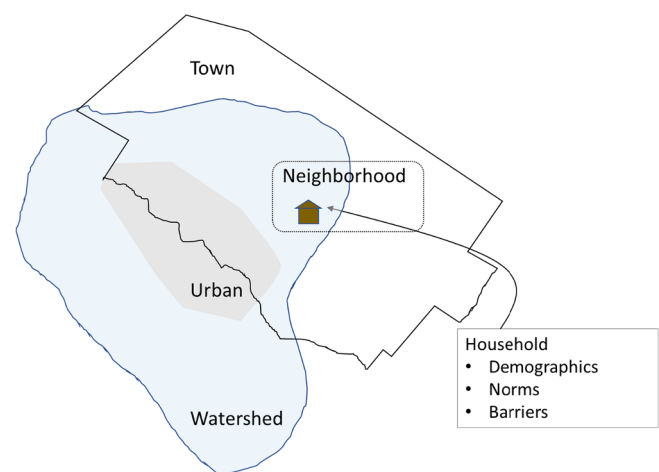 Town
Neighborhood
Urban
Household
• Demographics
• Norms
• Barriers
Watershed